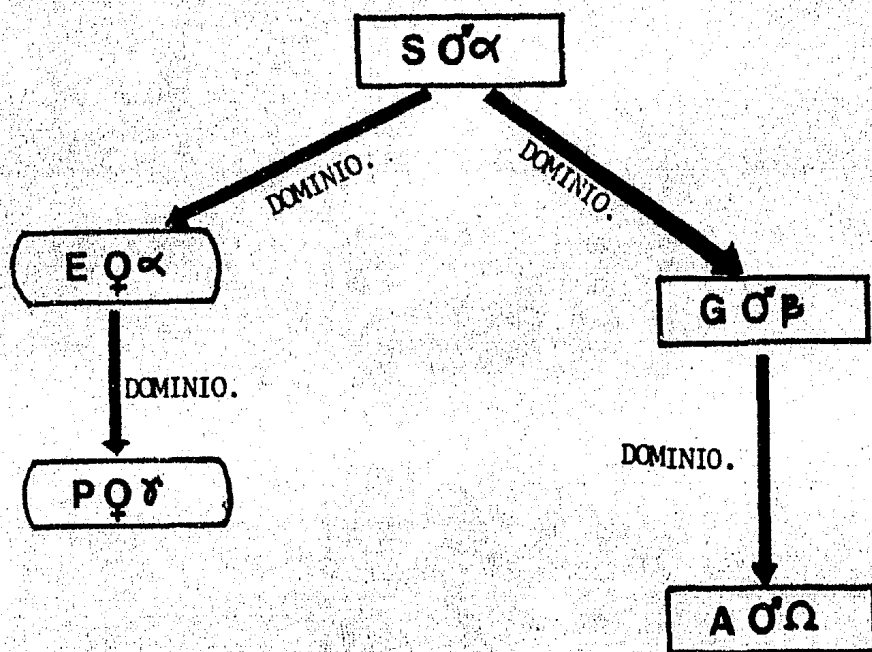 S ♂ α
DOMINIO.
DOMINIO.
E ♀ α
G ♂ β
DOMINIO.
DOMINIO.
P ♀ γ
A ♂ Ω